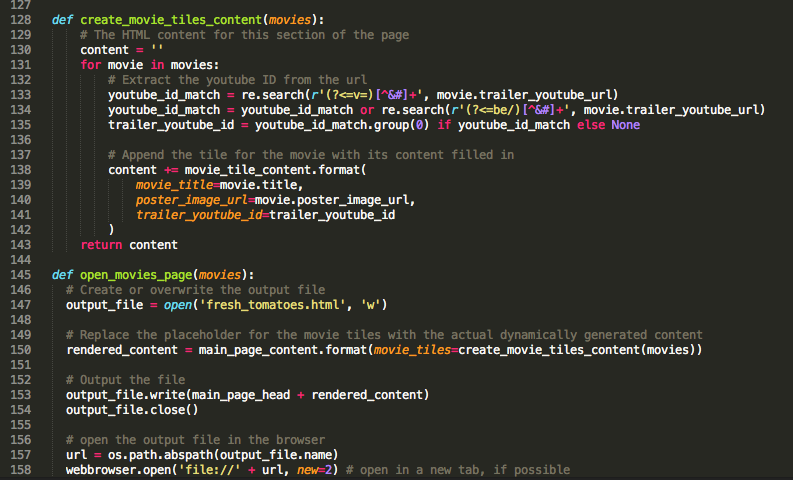 127
128 def create_movie_tiles_content(movies):
129 # The HTML content for this section of the page
130 content = ''
131 for movie in movies:
132 # Extract the youtube ID from the url
133 youtube_id_match = re.search(r'(?<=v=)[^&#]+', movie.trailer_youtube_url)
134 youtube_id_match = youtube_id_match or re.search(r'(?<=be/)[^&#]+', movie.trailer_youtube_url)
135 trailer_youtube_id = youtube_id_match.group(0) if youtube_id_match else None
136
137 # Append the tile for the movie with its content filled in
138 content += movie_tile_content.format(
139 movie_title=movie.title,
140 poster_image_url=movie.poster_image_url,
141 trailer_youtube_id=trailer_youtube_id
142 )
143 return content
144
145 def open_movies_page(movies):
146 # Create or overwrite the output file
147 output_file = open('fresh_tomatoes.html', 'w')
148
149 # Replace the placeholder for the movie tiles with the actual dynamically generated content
150 rendered_content = main_page_content.format(movie_tiles=create_movie_tiles_content(movies))
151
152 # Output the file
153 output_file.write(main_page_head + rendered_content)
154 output_file.close()
155
156 # open the output file in the browser
157 url = os.path.abspath(output_file.name)
158 webbrowser.open('file://' + url, new=2) # open in a new tab, if possible